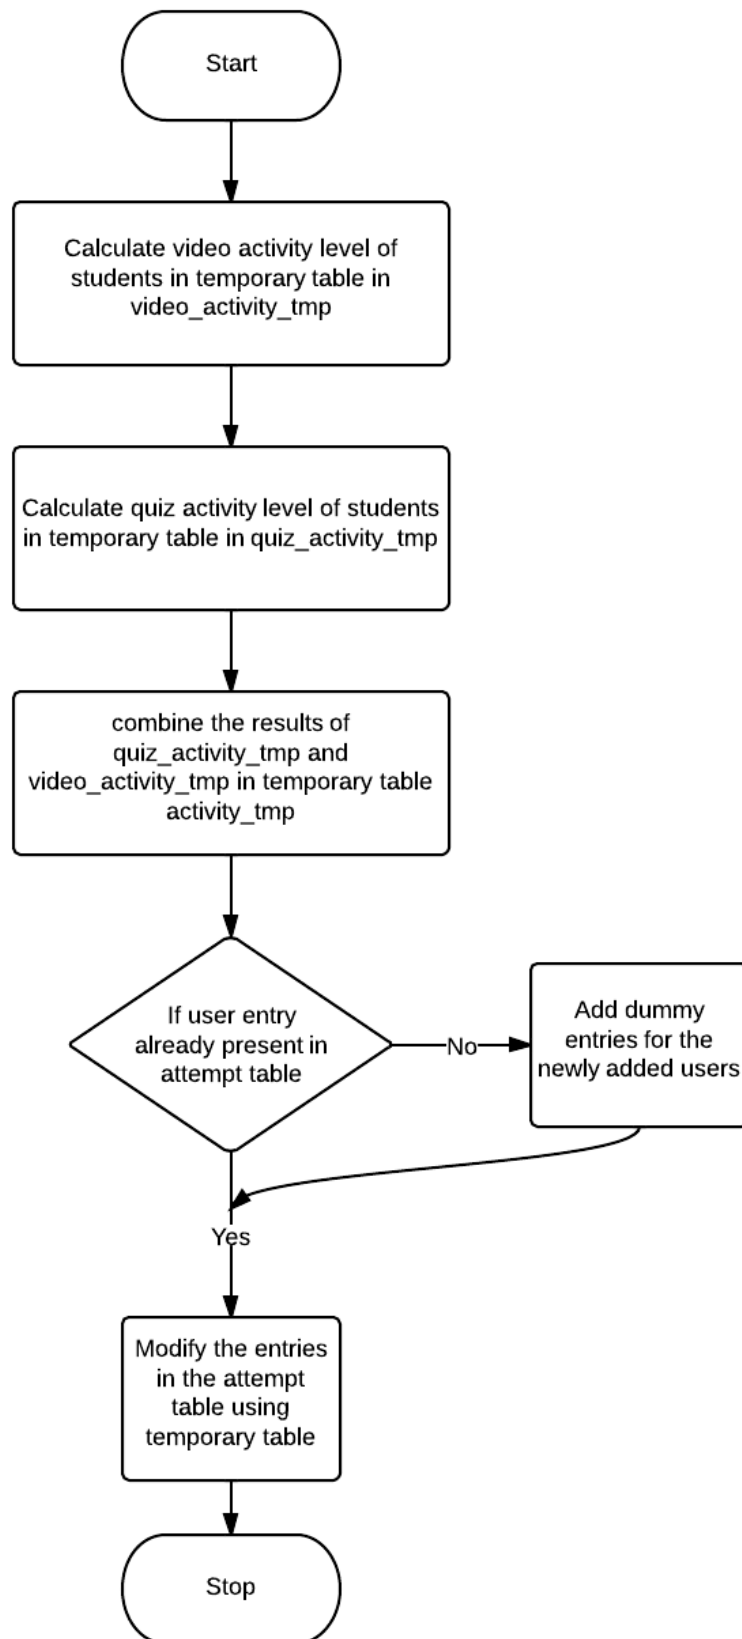 Start
Calculate video activity level of
students in temporary table in
video_activity_tmp
Calculate quiz activity level of students
in temporary table in quiz_activity_tmp
combine the results of
quiz_activity_tmp and
video_activity_tmp in temporary table
activity_tmp
If user entry
already present in
attempt table
No
Add dummy
entries for the
newly added users
Yes
Modify the entries
in the attempt
table using
temporary table
Stop